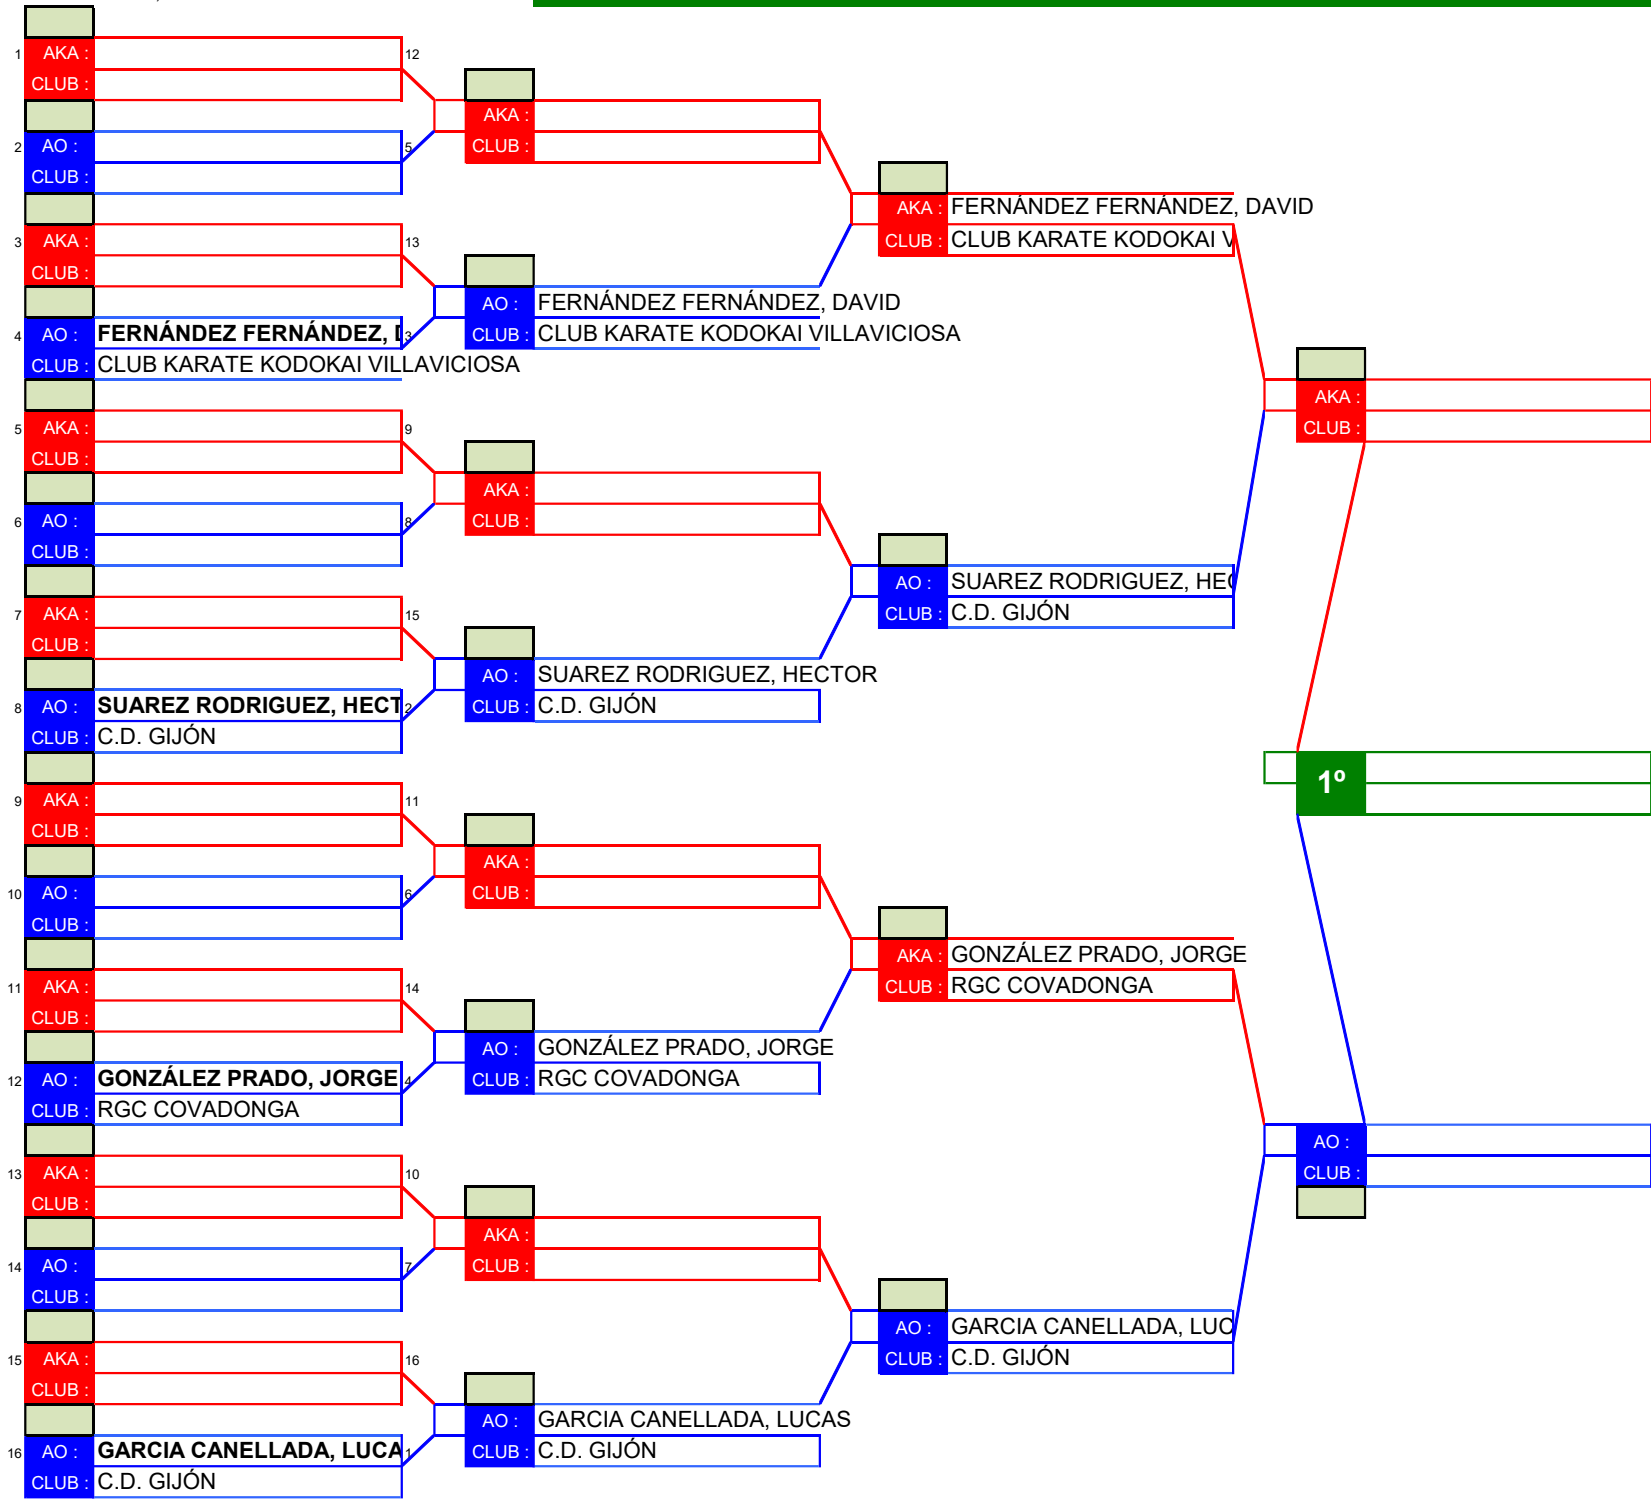 1 AKA : 12
CLUB :
2 AO : 5
CLUB :
3 AKA : 13
CLUB :
4 AO : FERNÁNDEZ FERNÁNDEZ, 3
CLUB : CLUB KARATE KODOKAI VILLAVICIOSA
5 AKA : 9
CLUB :
6 AO : 8
CLUB :
7 AKA : 15
CLUB :
8 AO : SUAREZ RODRIGUEZ, HECT 2
CLUB : C.D. GIJÓN
9 AKA : 11
CLUB :
10 AO : 6
CLUB :
11 AKA : 14
CLUB :
12 AO : GONZÁLEZ PRADO, JORGE 4
CLUB : RGC COVADONGA
13 AKA : 10
CLUB :
14 AO : 7
CLUB :
15 AKA : 16
CLUB :
16 AO : GARCIA CANELLADA, LUCA 1
CLUB : C.D. GIJÓN
AKA :
CLUB :
AO : FERNÁNDEZ FERNÁNDEZ, DAVID
CLUB : CLUB KARATE KODOKAI VILLAVICIOSA
AKA :
CLUB :
AO : SUAREZ RODRIGUEZ, HECTOR
CLUB : C.D. GIJÓN
AKA :
CLUB :
AO : GONZÁLEZ PRADO, JORGE
CLUB : RGC COVADONGA
AKA :
CLUB :
AO : GARCIA CANELLADA, LUCAS
CLUB : C.D. GIJÓN
AKA : FERNÁNDEZ FERNÁNDEZ, DAVID
CLUB : CLUB KARATE KODOKAI V
AO : SUAREZ RODRIGUEZ, HEC
CLUB : C.D. GIJÓN
AKA : GONZÁLEZ PRADO, JORGE
CLUB : RGC COVADONGA
AO : GARCIA CANELLADA, LUC
CLUB : C.D. GIJÓN
AKA :
CLUB :
1º
AO :
CLUB :